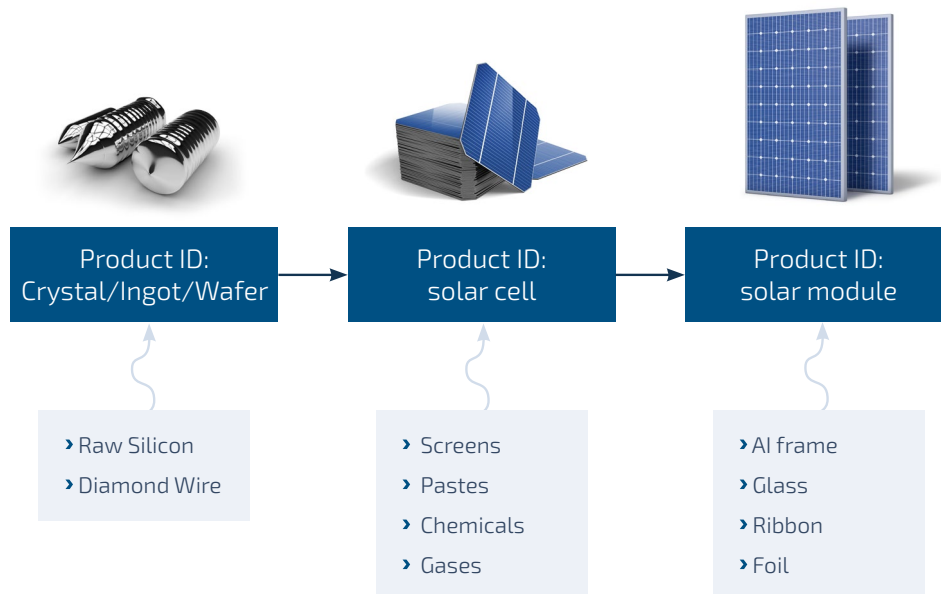 Product ID:
Crystal/Ingot/Wafer
Product ID:
solar cell
Product ID:
solar module
› Raw Silicon
› Diamond Wire
› Screens
› Pastes
› Chemicals
› Gases
› Al frame
› Glass
› Ribbon
› Foil